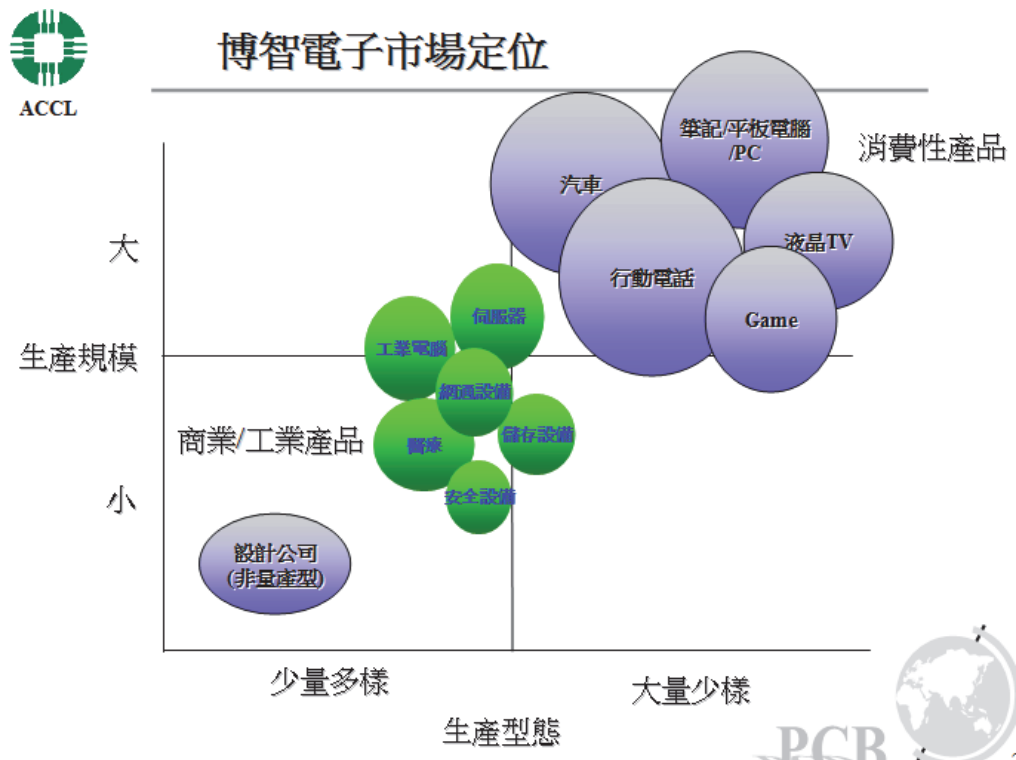 博智電子市場定位
ACCL
筆記/平板電腦
/PC
消費性產品
汽車
液晶TV
大
行動電話
伺服器
Game
工業電腦
生產規模
網通設備
商業/工業產品
醫療
儲存設備
小
安全設備
設計公司
(非量產型)
少量多樣
大量少樣
生產型態
PCB